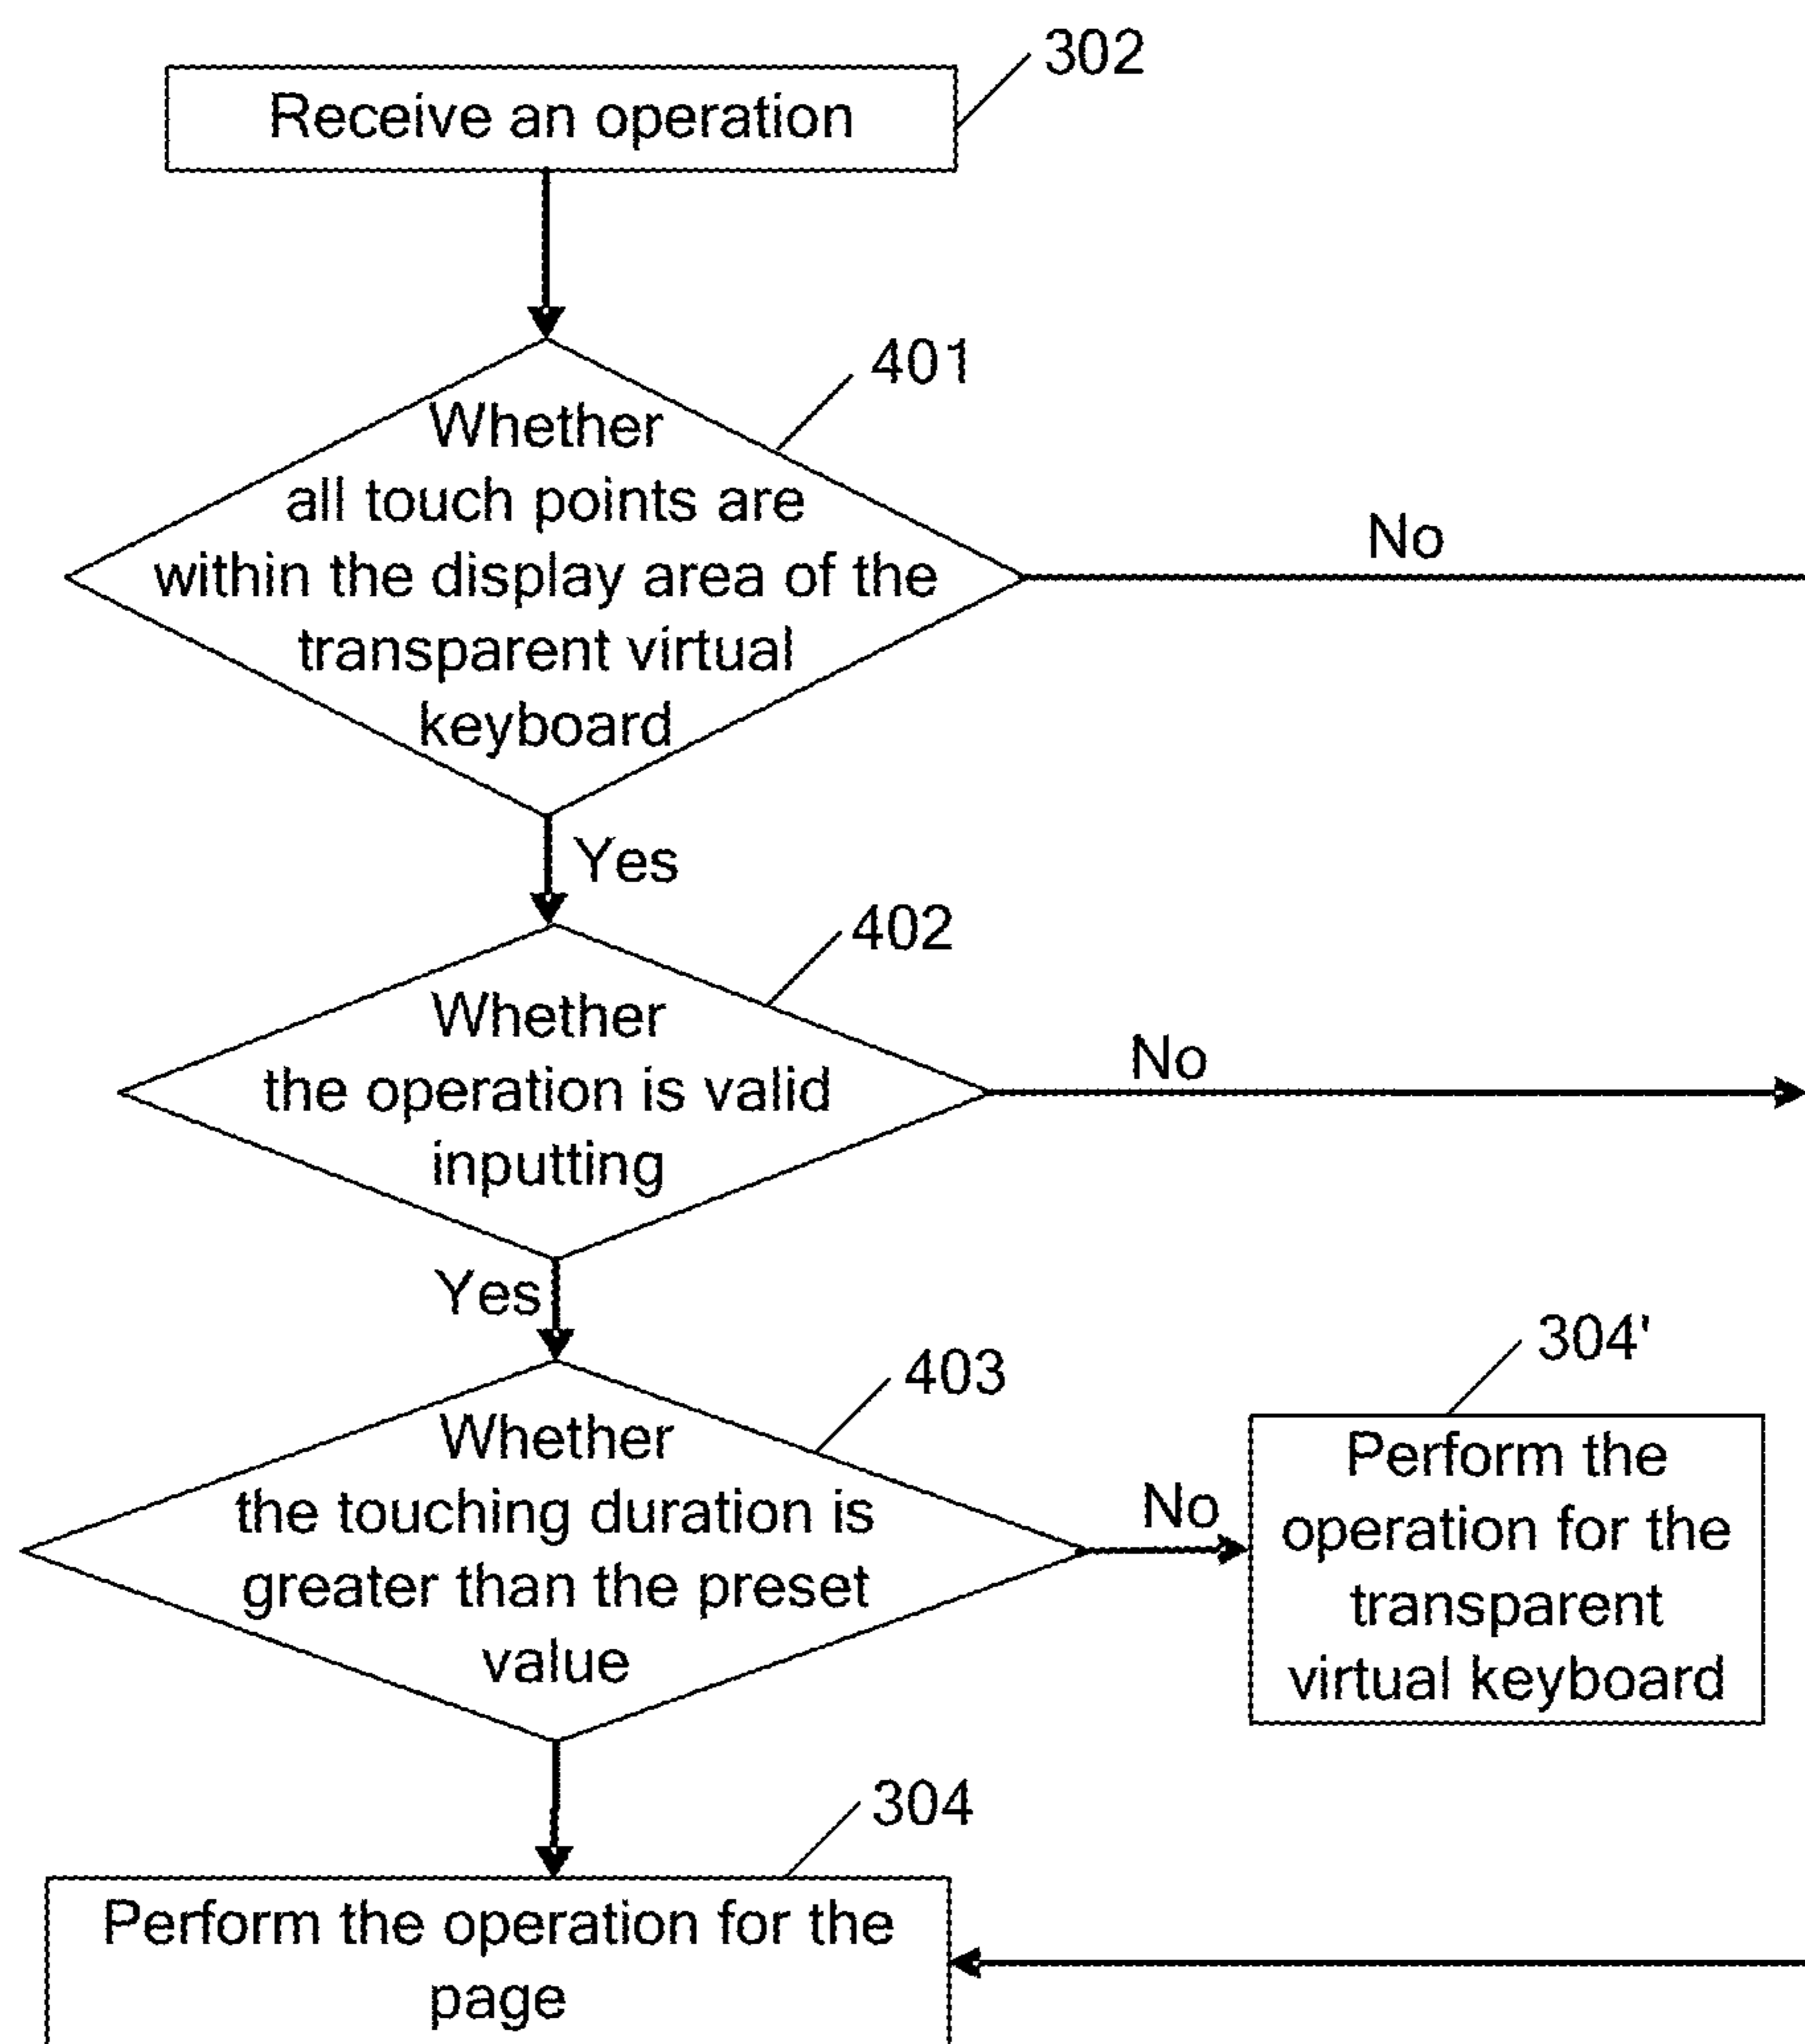 302
Receive an operation
401
Whether
all touch points are
within the display area of the
transparent virtual
keyboard
No
Yes
402
Whether
the operation is valid
inputting
No
Yes
403
Whether
the touching duration is
greater than the preset
value
No
304'
Perform the
operation for the
transparent
virtual keyboard
304
Perform the operation for the
page